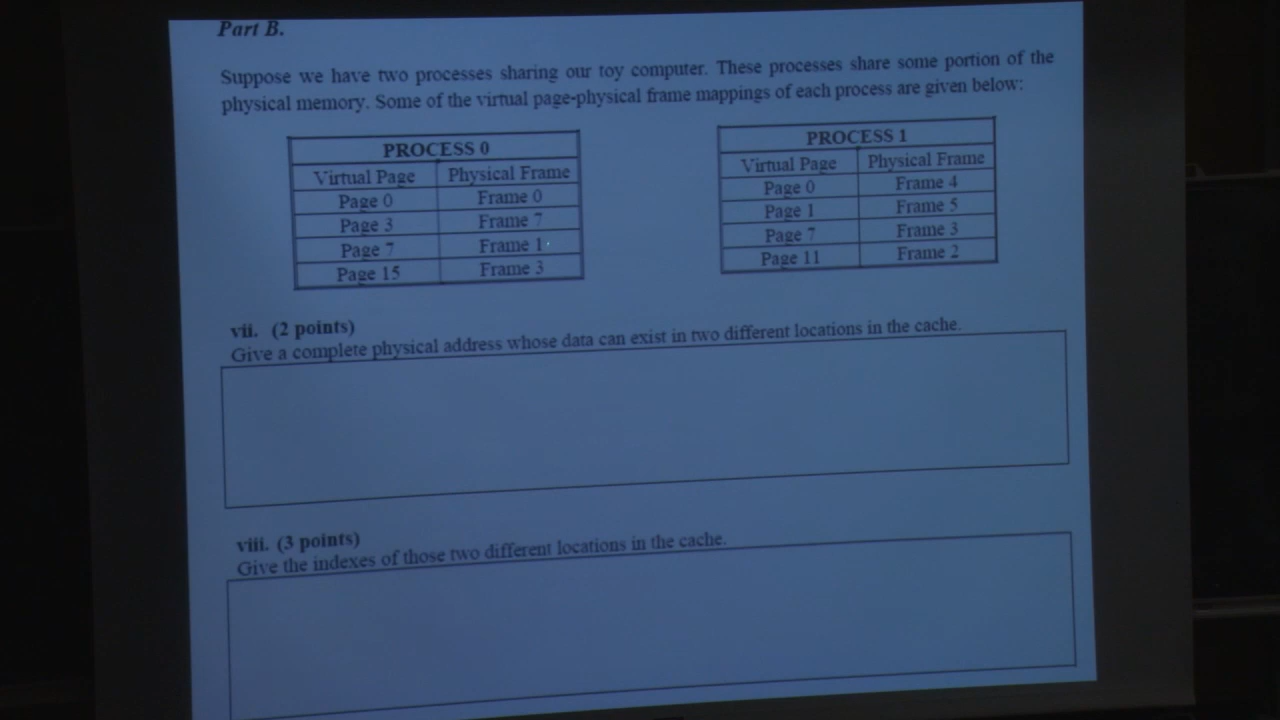 Part B.
Suppose we have two processes sharing our toy computer. These processes share some portion of the
physical memory. Some of the virtual page-physical frame mappings of each process are given below:
PROCESS 0
Virtual Page Physical Frame
Page 0 Frame 0
Page 3 Frame 7
Page 7 Frame 1
Page 15 Frame 3
PROCESS 1
Virtual Page Physical Frame
Page 0 Frame 4
Page 1 Frame 5
Page 7 Frame 3
Page 11 Frame 2
vii. (2 points)
Give a complete physical address whose data can exist in two different locations in the cache.
viii. (3 points)
Give the indexes of those two different locations in the cache.